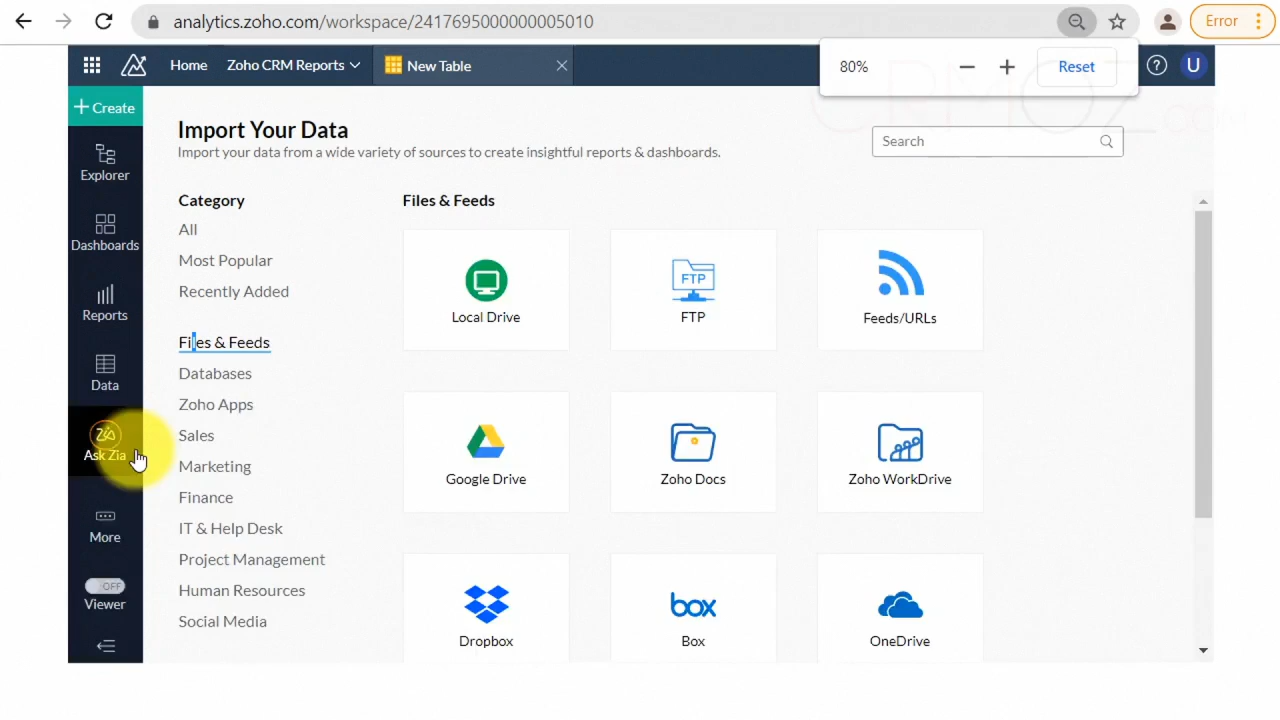 analytics.zoho.com/workspace/2417695000000005010
Error
Home
Zoho CRM Reports
New Table
80%
Reset
?
U
CRMOZ.COM
+ Create
Import Your Data
Import your data from a wide variety of sources to create insightful reports & dashboards.
Search
Explorer
Dashboards
Reports
Data
Zia
Ask Zia
More
OFF
Viewer
Category
All
Most Popular
Recently Added
Files & Feeds
Databases
Zoho Apps
Sales
Marketing
Finance
IT & Help Desk
Project Management
Human Resources
Social Media
Files & Feeds
Local Drive
FTP
FTP
Feeds/URLs
Google Drive
Zoho Docs
Zoho WorkDrive
Dropbox
box
Box
OneDrive